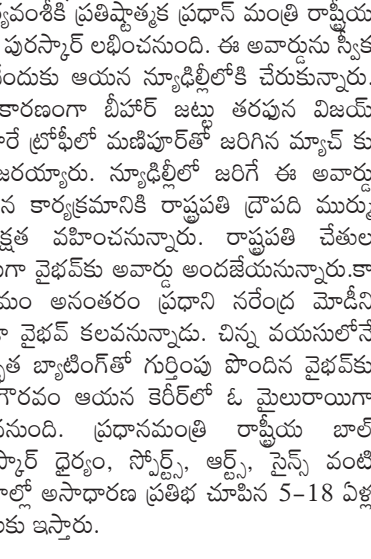 ్యవంశీకి ప్రతిష్టాత్మక ప్రధాన్ మంత్రి రాష్ట్రీయ
పురస్కార్ లభించనుంది. ఈ అవార్డును స్వీక
ేందుకు ఆయన న్యూఢిల్లీలోకి చేరుకున్నారు.
కారణంగా బీహార్ జట్టు తరఫున విజయ్
ారే ట్రోఫీలో మణిపూర్‌తో జరిగిన మ్యాచ్ కు
జరయ్యారు. న్యూఢిల్లీలో జరిగే ఈ అవార్డు
న కార్యక్రమానికి రాష్ట్రపతి ద్రౌపది ముర్ము
క్షత వహించనున్నారు. రాష్ట్రపతి చేతుల
ుగా వైభవ్‌కు అవార్డు అందజేయనున్నారు.కా
మం అనంతరం ప్రధాని నరేంద్ర మోడీని
ా వైభవ్ కలవనున్నాడు. చిన్న వయసులోనే
ృత బ్యాటింగ్‌తో గుర్తింపు పొందిన వైభవ్‌కు
గౌరవం ఆయన కెరీర్‌లో ఓ మైలురాయిగా
నుంది. ప్రధానమంత్రి రాష్ట్రీయ బాల్
స్కార్ ధైర్యం, స్పోర్ట్స్, ఆర్ట్స్, సైన్స్ వంటి
ాల్లో అసాధారణ ప్రతిభ చూపిన 5–18 ఏళ్ల
ులకు ఇస్తారు.